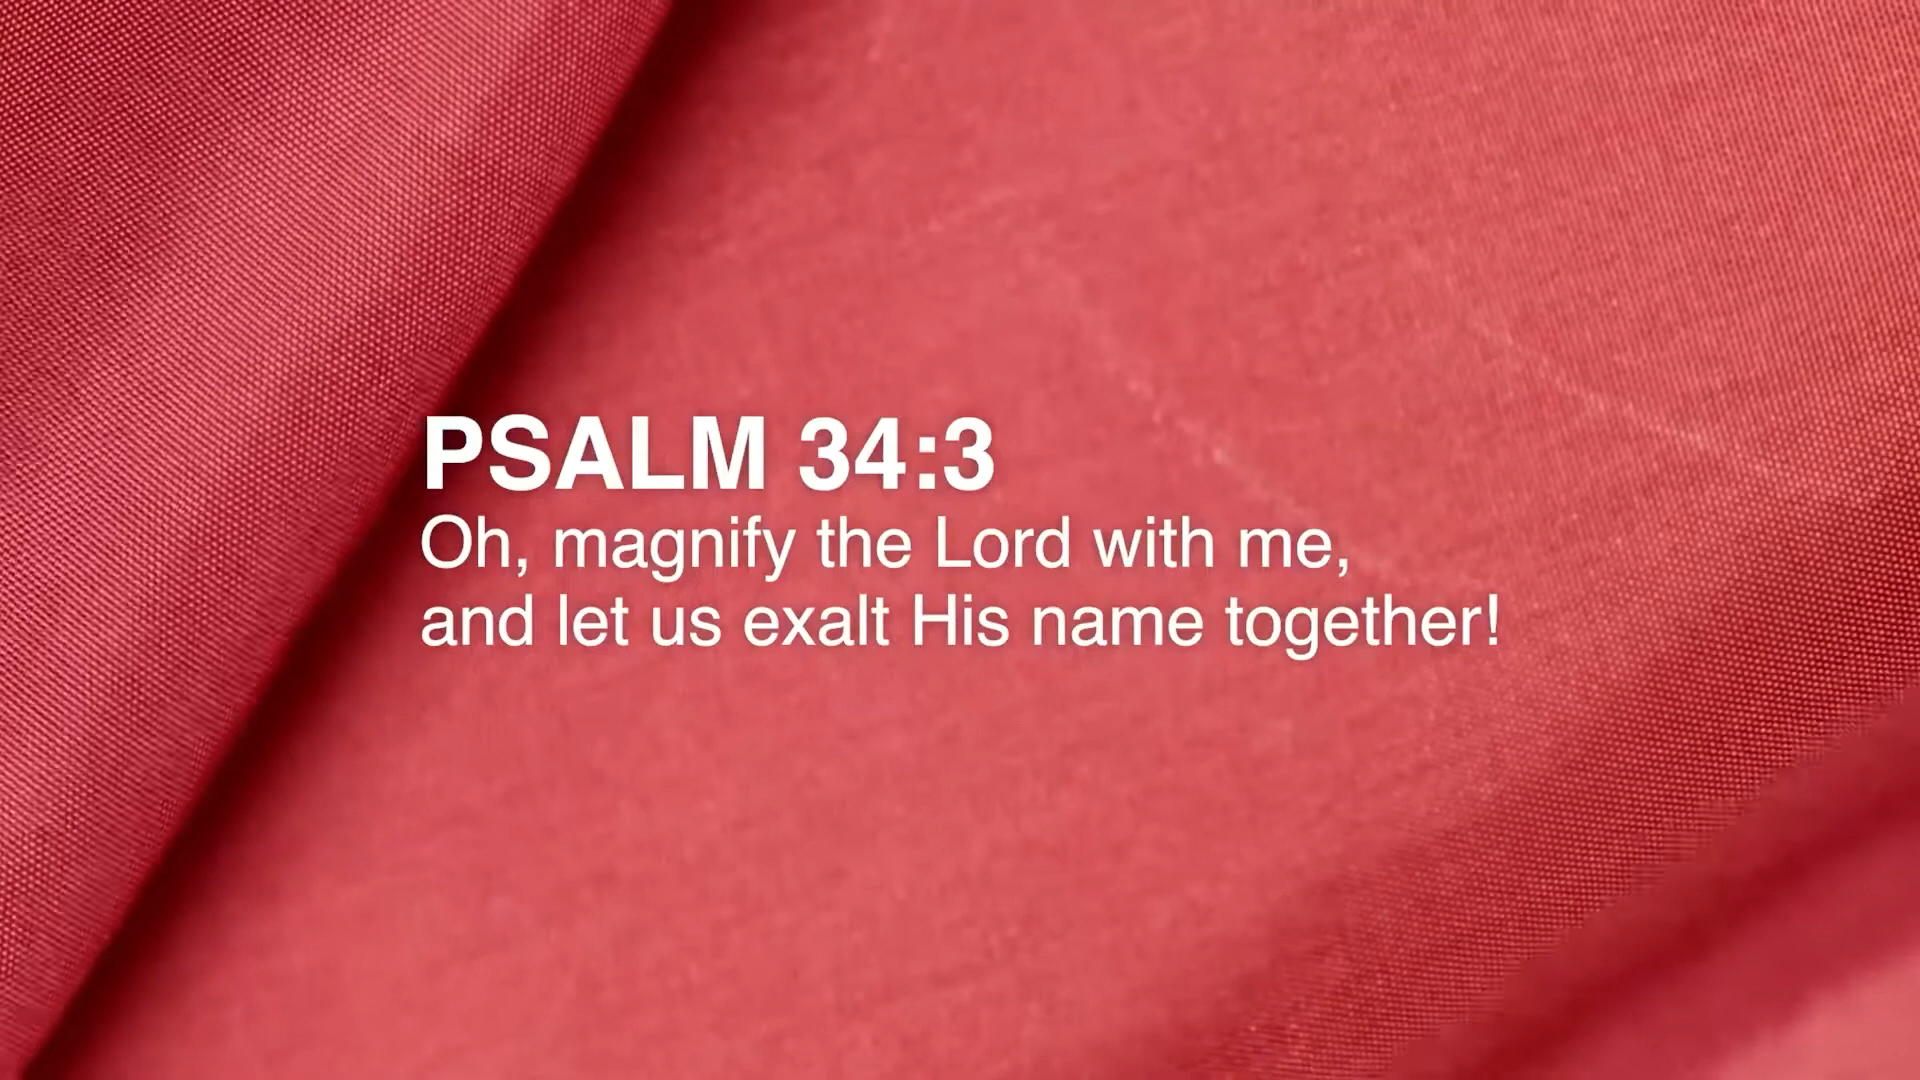 PSALM 34:3
Oh, magnify the Lord with me,
and let us exalt His name together!